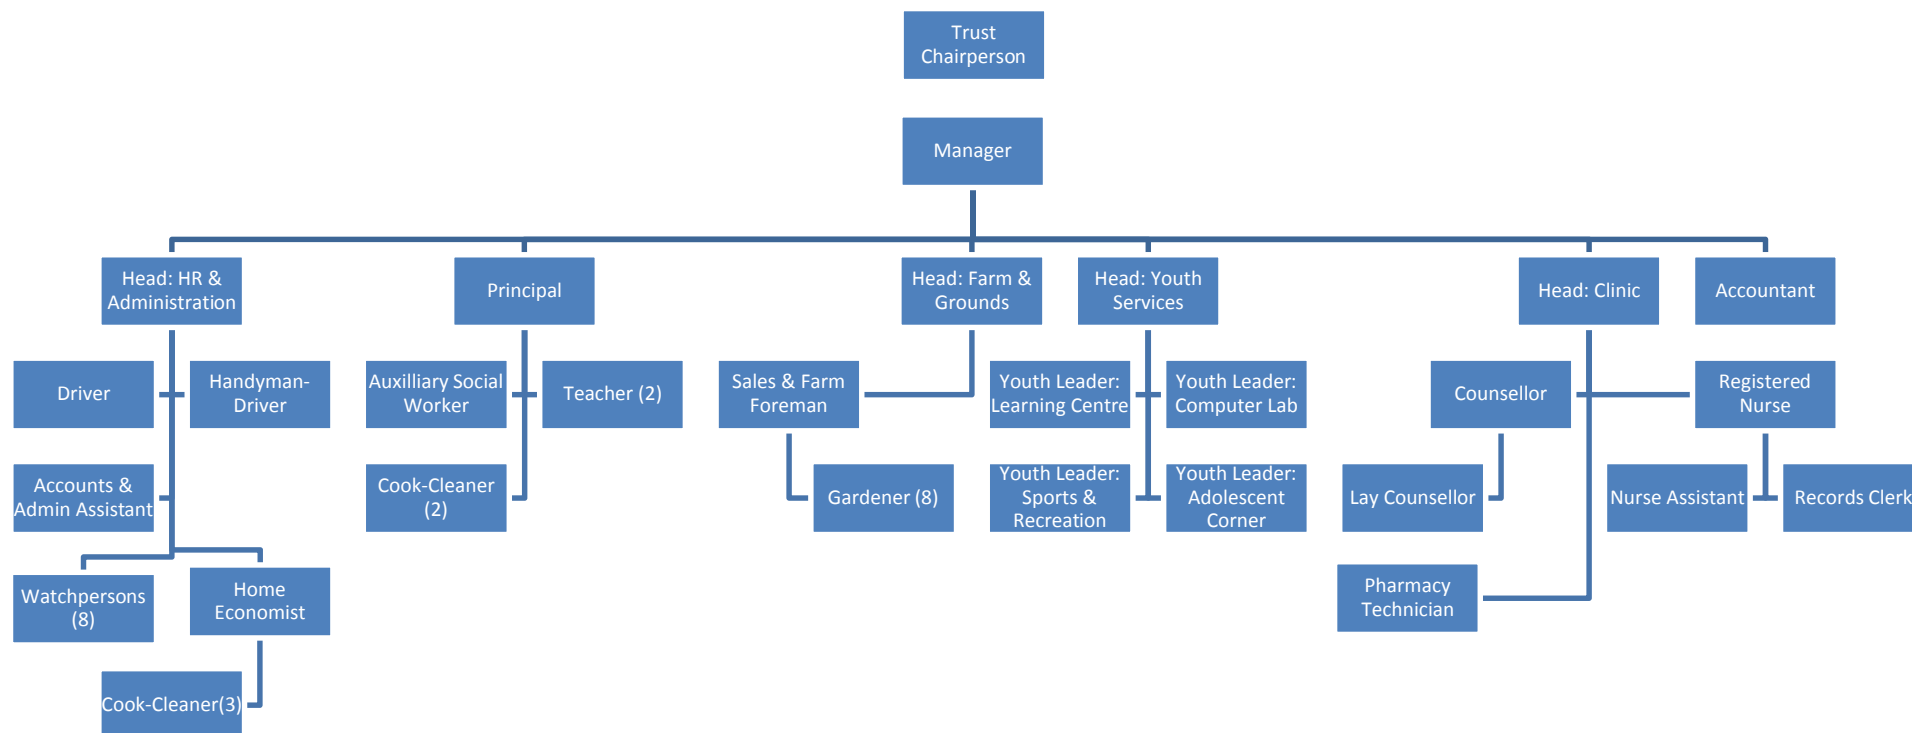 Trust
Chairperson
Manager
Head: HR &
Administration
Principal
Head: Farm &
Grounds
Head: Youth
Services
Head: Clinic
Accountant
Driver
Handyman-
Driver
Auxilliary Social
Worker
Teacher (2)
Sales & Farm
Foreman
Youth Leader:
Learning Centre
Youth Leader:
Computer Lab
Counsellor
Registered
Nurse
Accounts &
Admin Assistant
Cook-Cleaner
(2)
Gardener (8)
Youth Leader:
Sports &
Recreation
Youth Leader:
Adolescent
Corner
Lay Counsellor
Nurse Assistant
Records Clerk
Watchpersons
(8)
Home
Economist
Pharmacy
Technician
Cook-Cleaner(3)